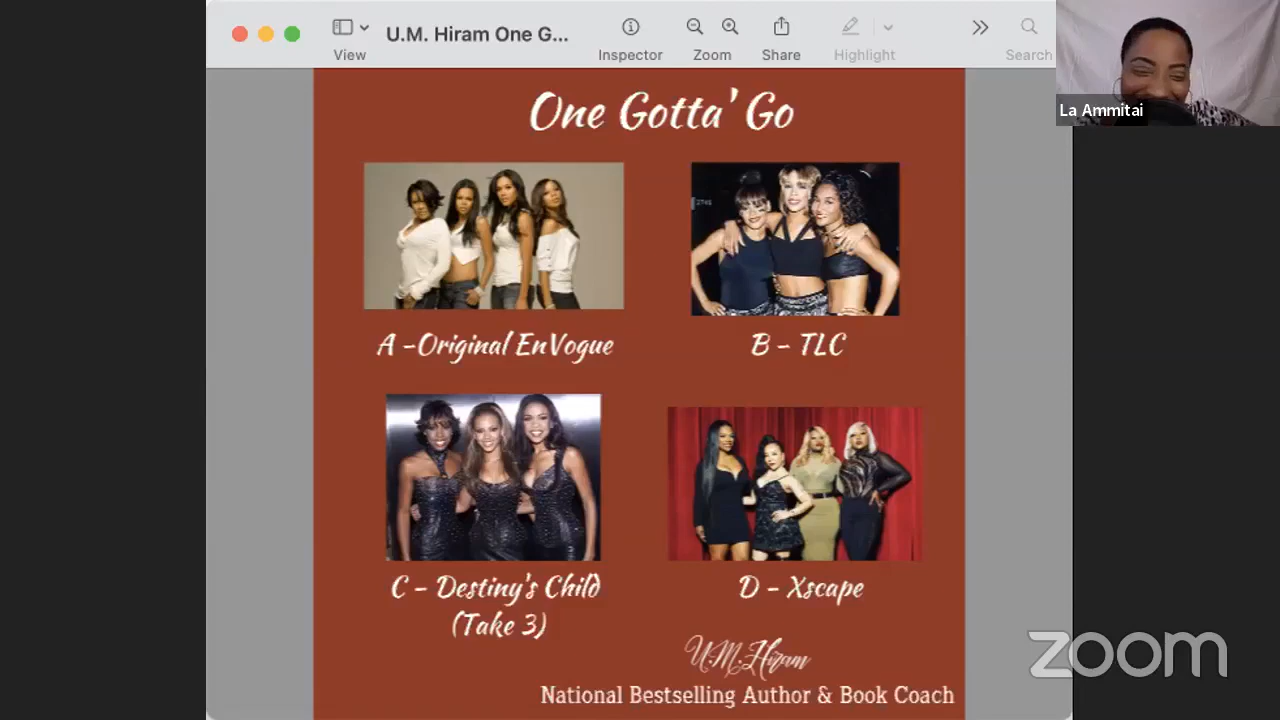 U.M. Hiram One G...
View
Inspector
Zoom
Share
Highlight
Search
La Ammitai
One Gotta' Go
A -Original EnVogue
B - TLC
C - Destiny's Child
(Take 3)
D - Xscape
U.M.Hiram
National Bestselling Author & Book Coach
zoom